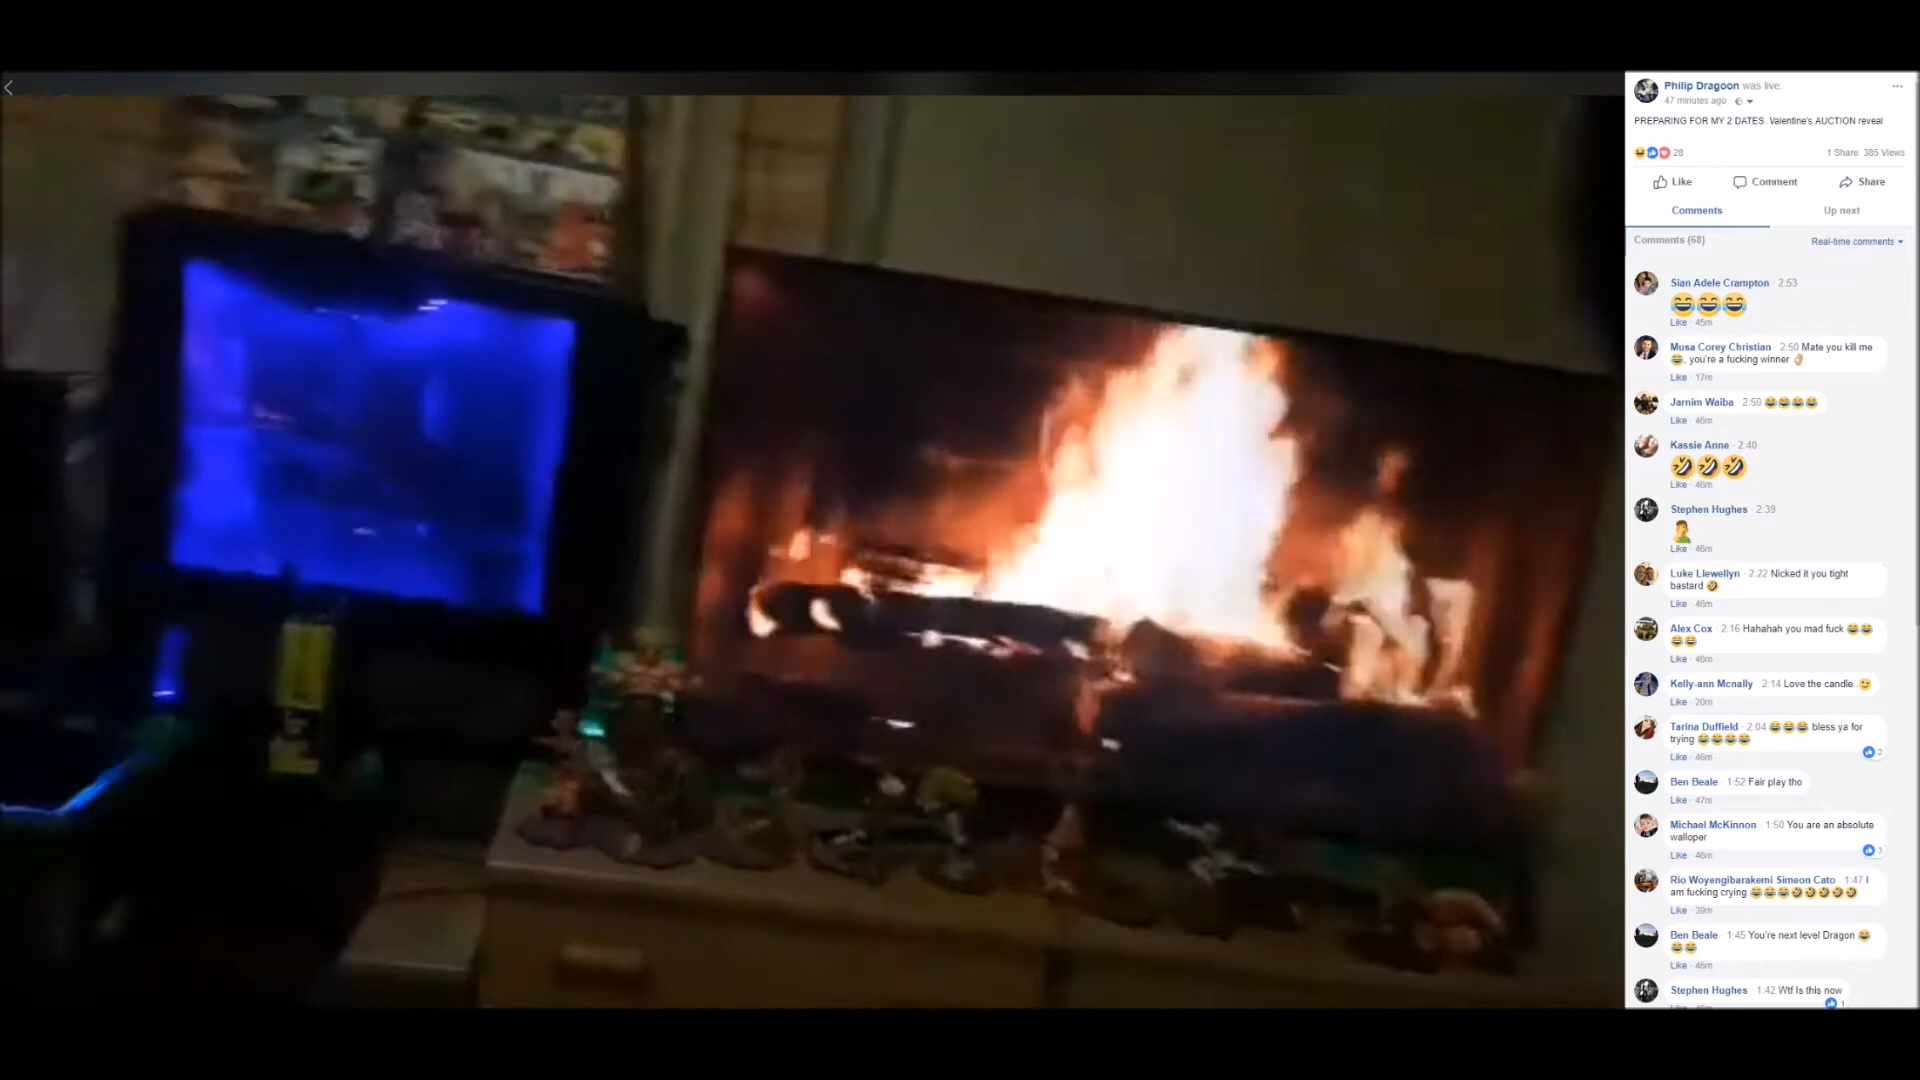 Philip Dragoon was live.
47 minutes ago
PREPARING FOR MY 2 DATES. Valentine's AUCTION reveal
28
1 Share 385 Views
Like Comment Share
Comments Up next
Comments (68) Real-time comments
Sian Adele Crampton · 2:53
😂😂😂
Like · 45m
Musa Corey Christian · 2:50 Mate you kill me
😂, you're a fucking winner 👌
Like · 17m
Jarnim Waiba · 2:50 😂😂😂😂
Like · 46m
Kassie Anne · 2:40
🤣🤣🤣
Like · 46m
Stephen Hughes · 2:39
Like · 46m
Luke Llewellyn · 2:22 Nicked it you tight
bastard 🤣
Like · 46m
Alex Cox · 2:16 Hahahah you mad fuck 😂😂
😂😂
Like · 46m
Kelly-ann Mcnally · 2:14 Love the candle..😉
Like · 20m
Tarina Duffield · 2:04 😂😂😂 bless ya for
trying 😂😂😂😂
2
Like · 46m
Ben Beale · 1:52 Fair play tho
Like · 47m
Michael McKinnon · 1:50 You are an absolute
walloper
3
Like · 46m
Rio Woyengibarakemi Simeon Cato · 1:47 I
am fucking crying 😂😂😂🤣🤣🤣🤣🤣
Like · 39m
Ben Beale · 1:45 You're next level Dragon 😂
😂😂
Like · 46m
Stephen Hughes · 1:42 Wtf Is this now
1